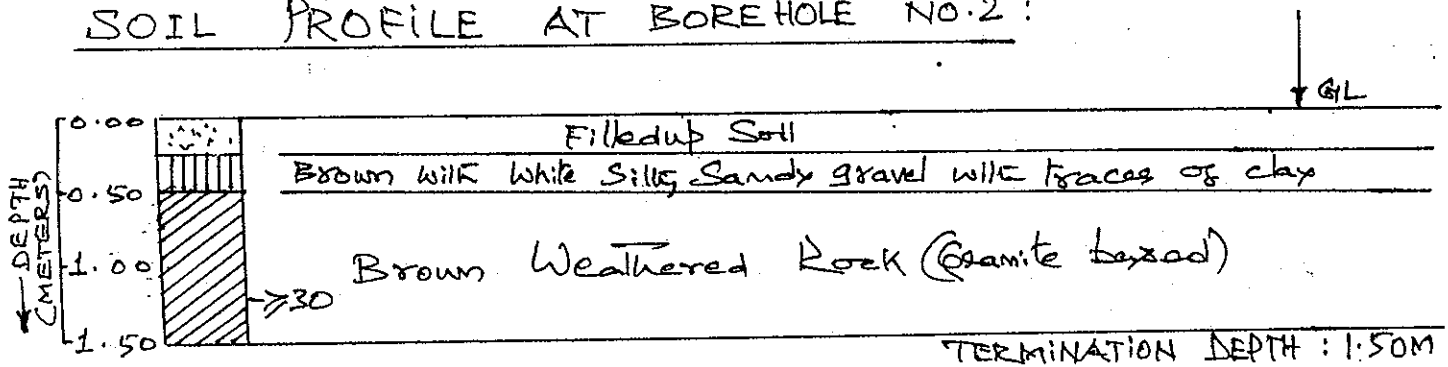 SOIL PROFILE AT BOREHOLE NO.2:
GL
0.00
Filledup Soil
Brown with White Silty Sandy gravel with traces of clay
0.50
DEPTH
(METERS)
1.00
Brown Weathered Rock (Granite based)
≥30
1.50
TERMINATION DEPTH : 1.50M